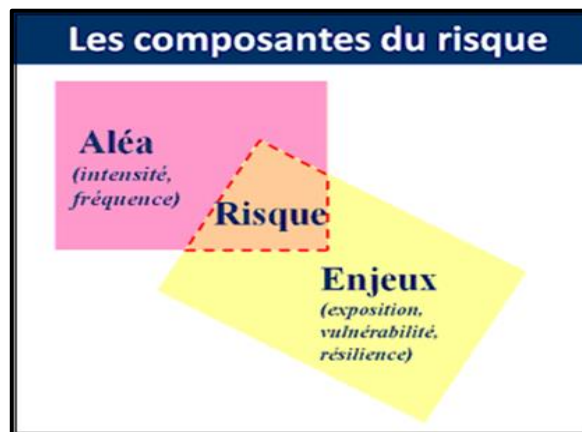 Les composantes du risque
Aléa
(intensité,
fréquence)
Risque
Enjeux
(exposition,
vulnérabilité,
résilience)